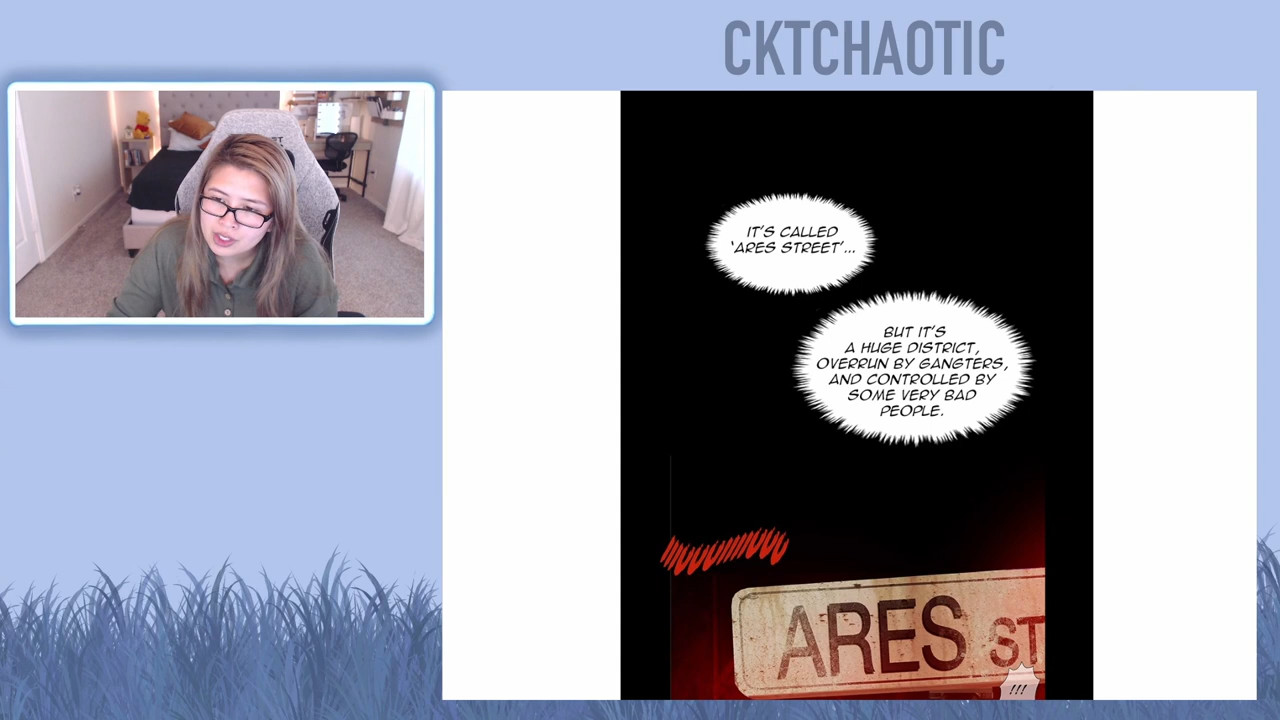 CKTCHAOTIC
IT'S CALLED
'ARES STREET'...
BUT IT'S
A HUGE DISTRICT,
OVERRUN BY GANGTERS,
AND CONTROLLED BY
SOME VERY BAD
PEOPLE.
ARES ST
!!!